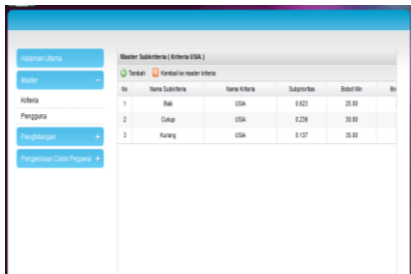 Halaman Utama
Master -
Kriteria
Pengguna
Penghitungan +
Pengelolaan Calon Pegawai +
Master Subkriteria ( Kriteria USIA )
Tambah Kembali ke master kriteria
No Nama Subkriteria Nama Kriteria Subprioritas Bobot Min Bo
1 Baik USIA 0.623 25.00
2 Cukup USIA 0.239 30.00
3 Kurang USIA 0.137 35.00